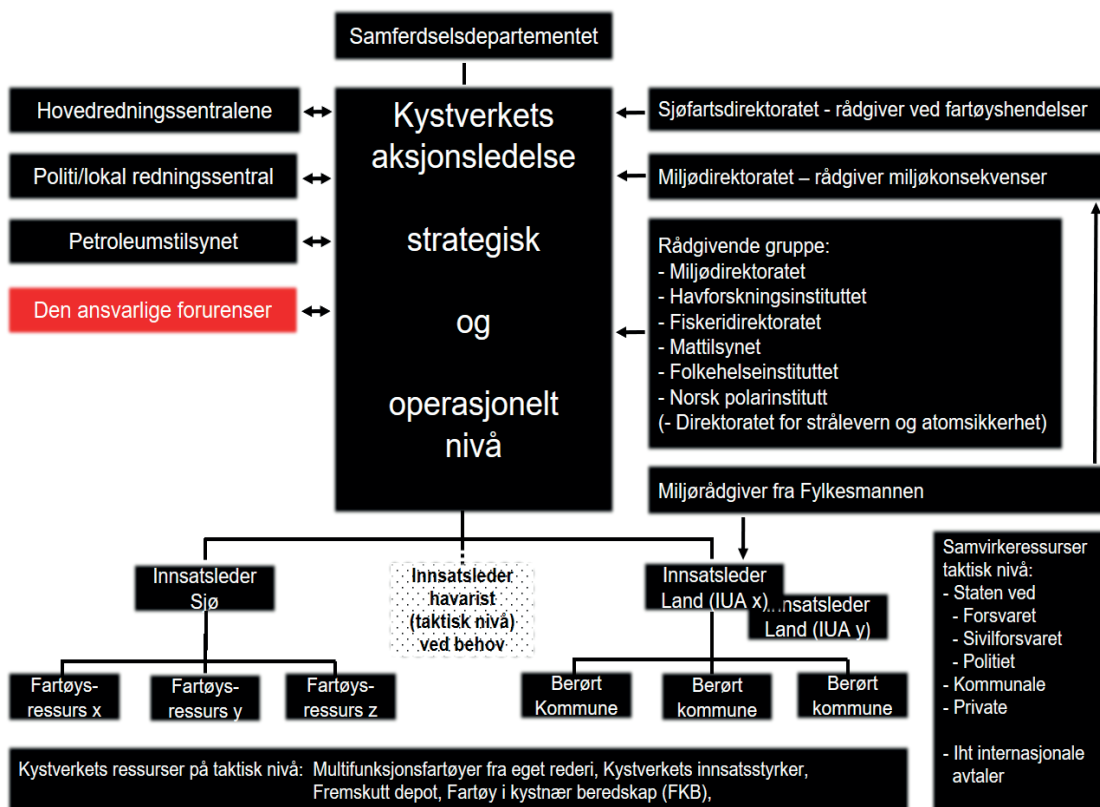 Samferdselsdepartementet
Hovedredningssentralene
Politi/lokal redningssentral
Petroleumstilsynet
Den ansvarlige forurenser
Kystverkets
aksjonsledelse
strategisk
og
operasjonelt
nivå
Sjøfartsdirektoratet - rådgiver ved fartøyshendelser
Miljødirektoratet – rådgiver miljøkonsekvenser
Rådgivende gruppe:
- Miljødirektoratet
- Havforskningsinstituttet
- Fiskeridirektoratet
- Mattilsynet
- Folkehelseinstituttet
- Norsk polarinstitutt
(- Direktoratet for strålevern og atomsikkerhet)
Miljørådgiver fra Fylkesmannen
Innsatsleder
Sjø
Innsatsleder
havarist
(taktisk nivå)
ved behov
Innsatsleder
Land (IUA x)
Innsatsleder
Land (IUA y)
Fartøys-
ressurs x
Fartøys-
ressurs y
Fartøys-
ressurs z
Berørt
Kommune
Berørt
kommune
Berørt
kommune
Samvirkeressurser
taktisk nivå:
- Staten ved
- Forsvaret
- Sivilforsvaret
- Politiet
- Kommunale
- Private
- Iht internasjonale
avtaler
Kystverkets ressurser på taktisk nivå: Multifunksjonsfartøyer fra eget rederi, Kystverkets innsatsstyrker,
Fremskutt depot, Fartøy i kystnær beredskap (FKB),